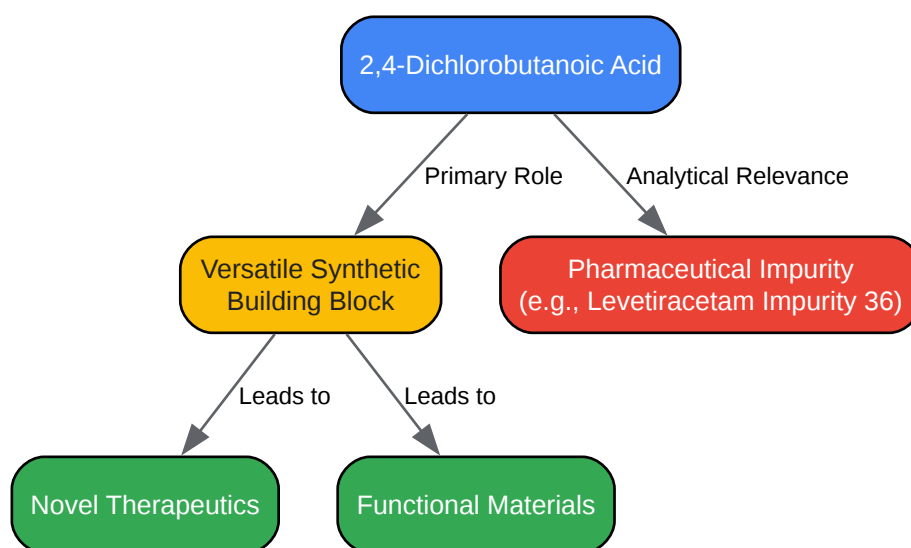 2,4-Dichlorobutanoic Acid
Primary Role
Analytical Relevance
Versatile Synthetic
Building Block
Pharmaceutical Impurity
(e.g., Levetiracetam Impurity 36)
Leads to
Leads to
Novel Therapeutics
Functional Materials